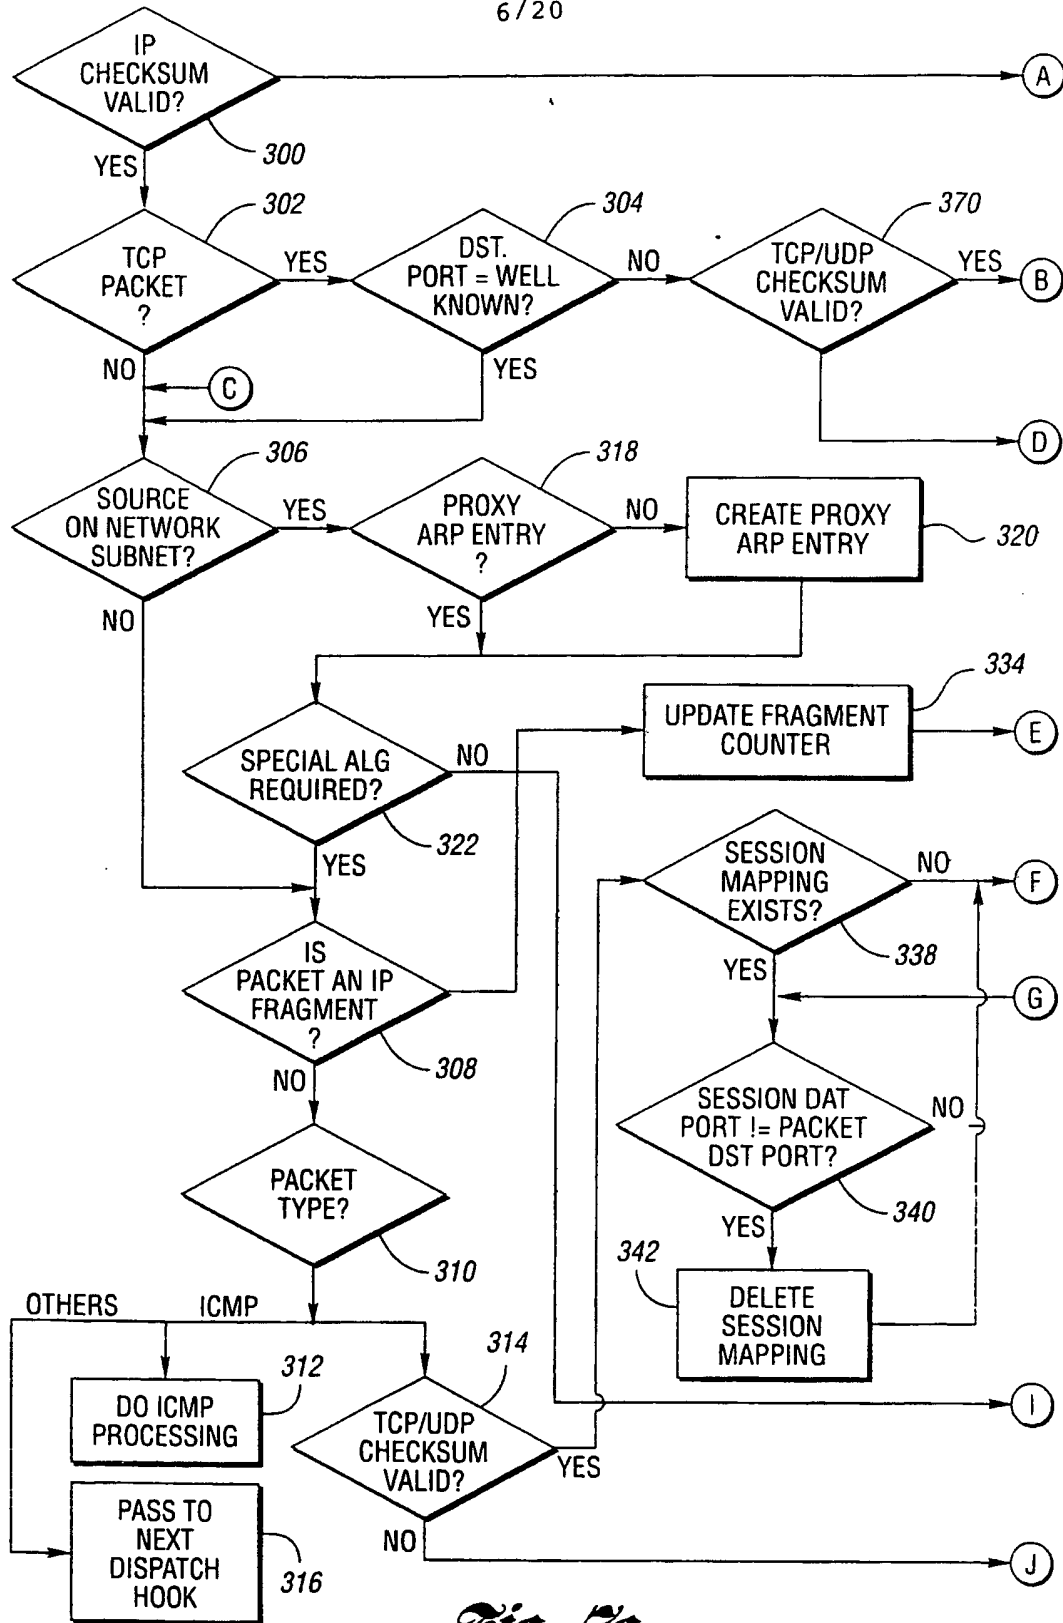 6/20
IP
CHECKSUM
VALID?
A
300
YES
302
304
370
TCP
PACKET
?
YES
DST.
PORT = WELL
KNOWN?
NO
TCP/UDP
CHECKSUM
VALID?
YES
B
NO
C
YES
D
306
318
SOURCE
ON NETWORK
SUBNET?
YES
PROXY
ARP ENTRY
?
NO
CREATE PROXY
ARP ENTRY
320
NO
YES
334
UPDATE FRAGMENT
COUNTER
E
SPECIAL ALG
REQUIRED?
NO
322
YES
SESSION
MAPPING
EXISTS?
NO
F
338
YES
IS
PACKET AN IP
FRAGMENT
?
G
308
NO
SESSION DAT
PORT != PACKET
DST PORT?
NO
340
YES
PACKET
TYPE?
310
342
DELETE
SESSION
MAPPING
OTHERS
ICMP
312
314
DO ICMP
PROCESSING
TCP/UDP
CHECKSUM
VALID?
YES
I
PASS TO
NEXT
DISPATCH
HOOK
316
NO
J